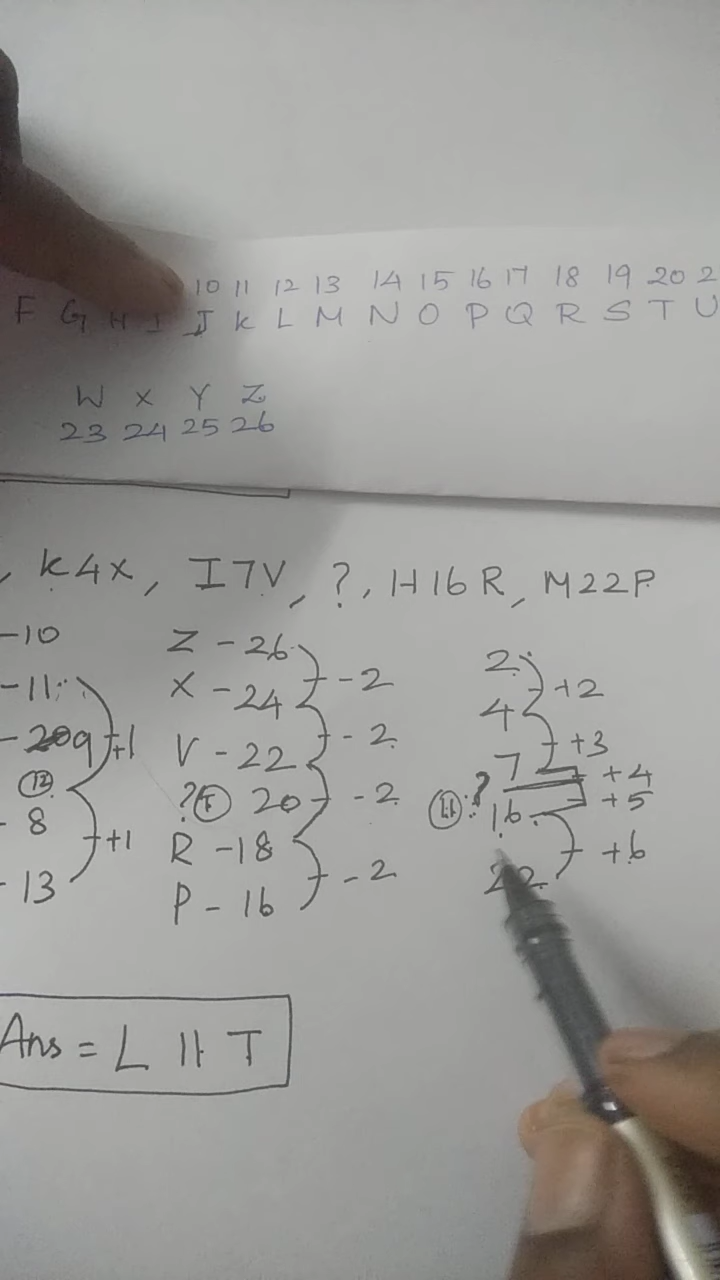 10 11 12 13 14 15 16 17 18 19 20 2
F G H I J K L M N O P Q R S T U
W X Y Z
23 24 25 26
, K4X, I7V, ?, H16R, M22P
-10 Z - 26 2
-11 X - 24 -2 4 +2
9 +1 V - 22 -2 7 +3
12 ? T 20 -2 11 ? +4
- 8 +1 R - 18 16 +5
- 13 P - 16 -2 22 +6
Ans = L 11 T